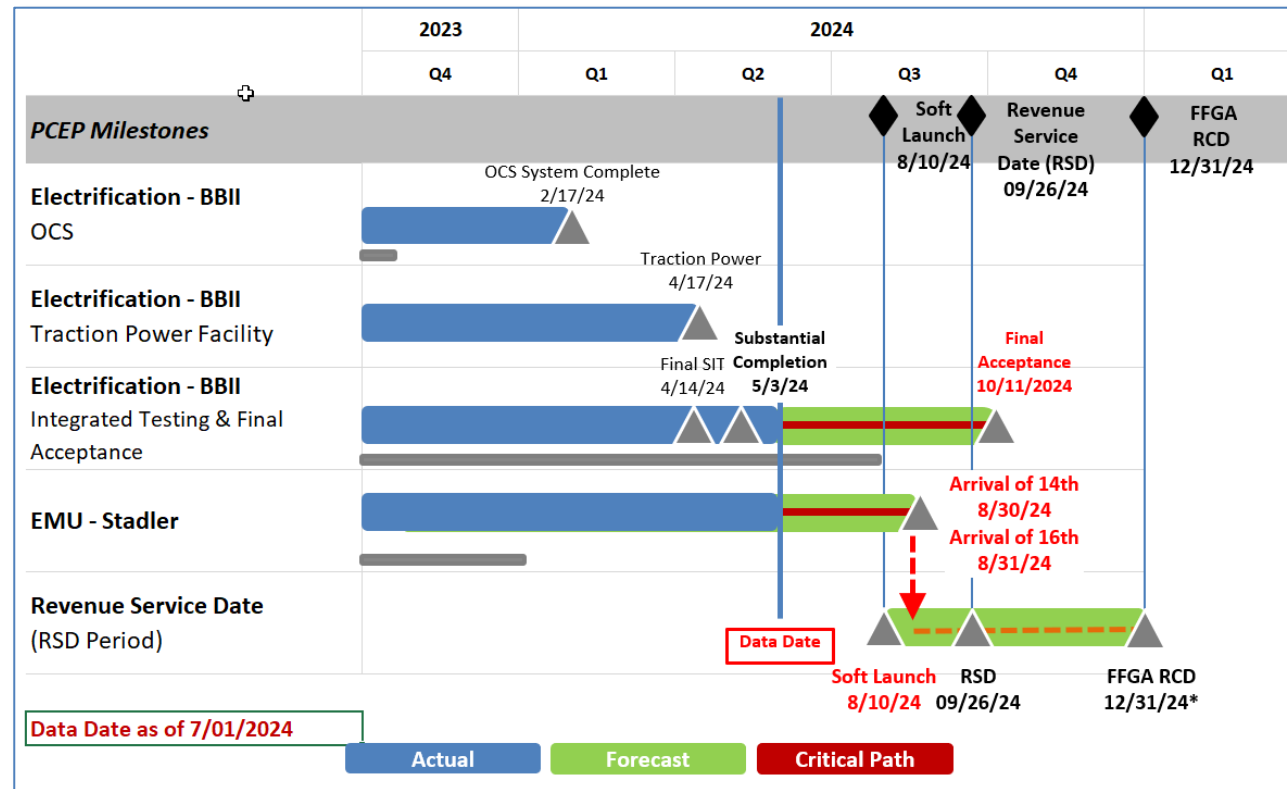 2023
2024
Q4
Q1
Q2
Q3
Q4
Q1
PCEP Milestones
Soft
Launch
8/10/24
Revenue
Service
Date (RSD)
09/26/24
FFGA
RCD
12/31/24
Electrification - BBII
OCS
OCS System Complete
2/17/24
Electrification - BBII
Traction Power Facility
Traction Power
4/17/24
Electrification - BBII
Integrated Testing & Final
Acceptance
Final SIT
4/14/24
Substantial
Completion
5/3/24
Final
Acceptance
10/11/2024
EMU - Stadler
Arrival of 14th
8/30/24
Arrival of 16th
8/31/24
Revenue Service Date
(RSD Period)
Data Date
Soft Launch
8/10/24
RSD
09/26/24
FFGA RCD
12/31/24*
Data Date as of 7/01/2024
Actual
Forecast
Critical Path